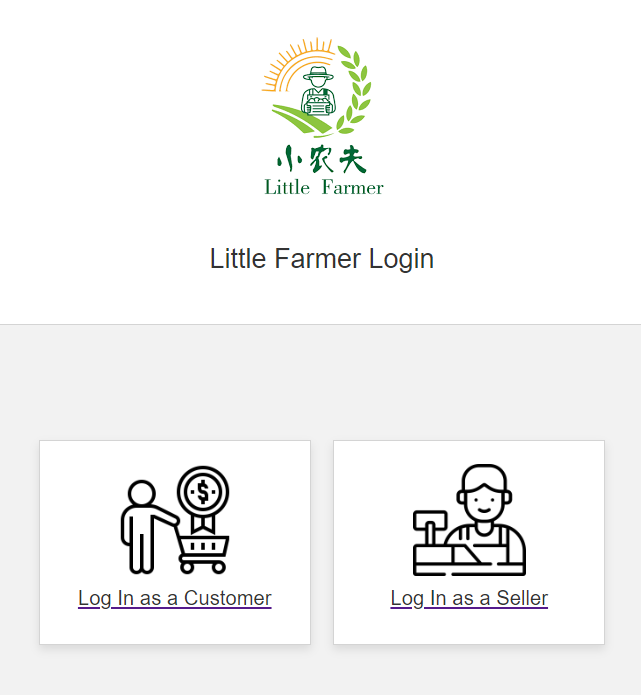 小农夫
Little Farmer
Little Farmer Login
Log In as a Customer
Log In as a Seller